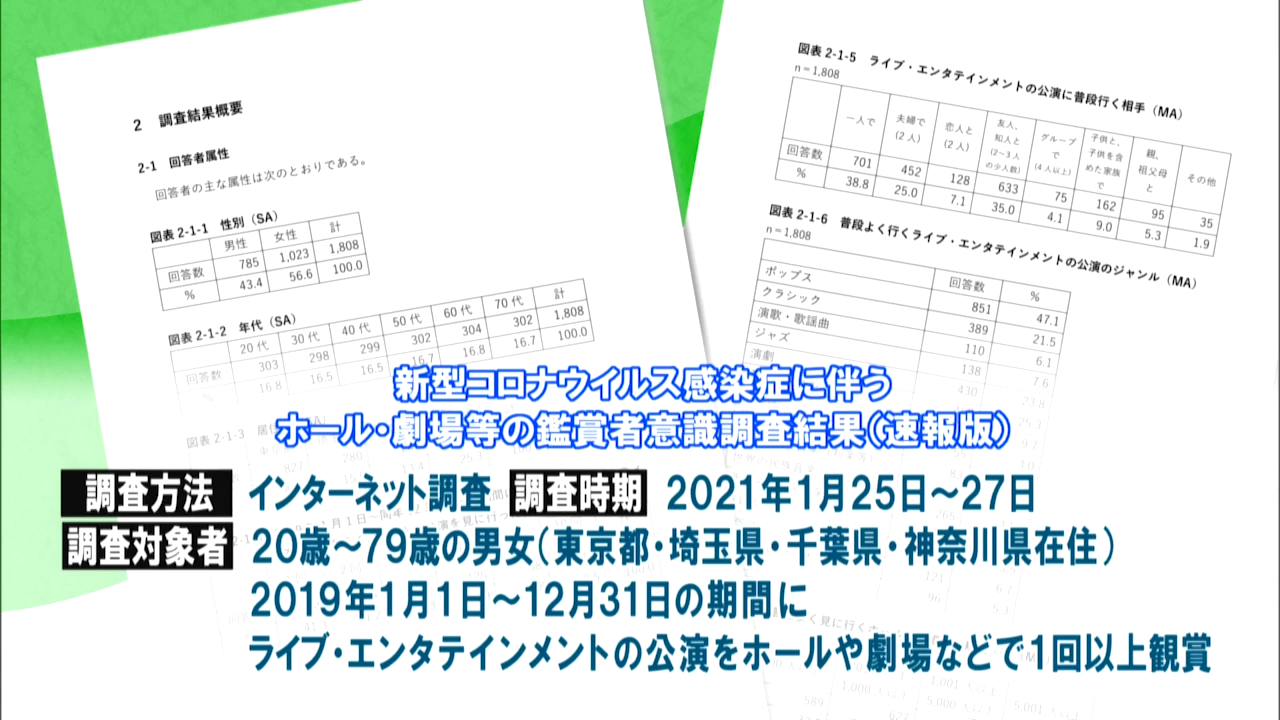 2 調査結果概要
2-1 回答者属性
回答者の主な属性は次のとおりである。
図表 2-1-1 性別（SA）
男性 女性 計
回答数 785 1,023 1,808
% 43.4 56.6 100.0
図表 2-1-2 年代（SA）
20 代 30 代 40 代 50 代 60 代 70 代 計
回答数 303 298 299 302 304 302 1,808
% 16.8 16.5 16.5 16.7 16.8 16.7 100.0
図表 2-1-5 ライブ・エンタテインメントの公演に普段行く相手（MA）
n＝1,808
一人で 夫婦で（2人） 恋人と（2人） 友人、知人と（2~3人の少人数） グループで（4人以上） 子供と、子供を含めた家族で 親、祖父母と その他
回答数 701 452 128 633 75 162 95 35
% 38.8 25.0 7.1 35.0 4.1 9.0 5.3 1.9
図表 2-1-6 普段よく行くライブ・エンタテインメントの公演のジャンル（MA）
n＝1,808
回答数 %
ポップス 851 47.1
クラシック 389 21.5
演歌・歌謡曲 110 6.1
ジャズ 138 7.6
演劇 430 23.8
新型コロナウイルス感染症に伴う
ホール・劇場等の鑑賞者意識調査結果（速報版）
調査方法 インターネット調査 調査時期 2021年1月25日～27日
調査対象者 20歳～79歳の男女（東京都・埼玉県・千葉県・神奈川県在住）
2019年1月1日～12月31日の期間に
ライブ・エンタテインメントの公演をホールや劇場などで1回以上観賞